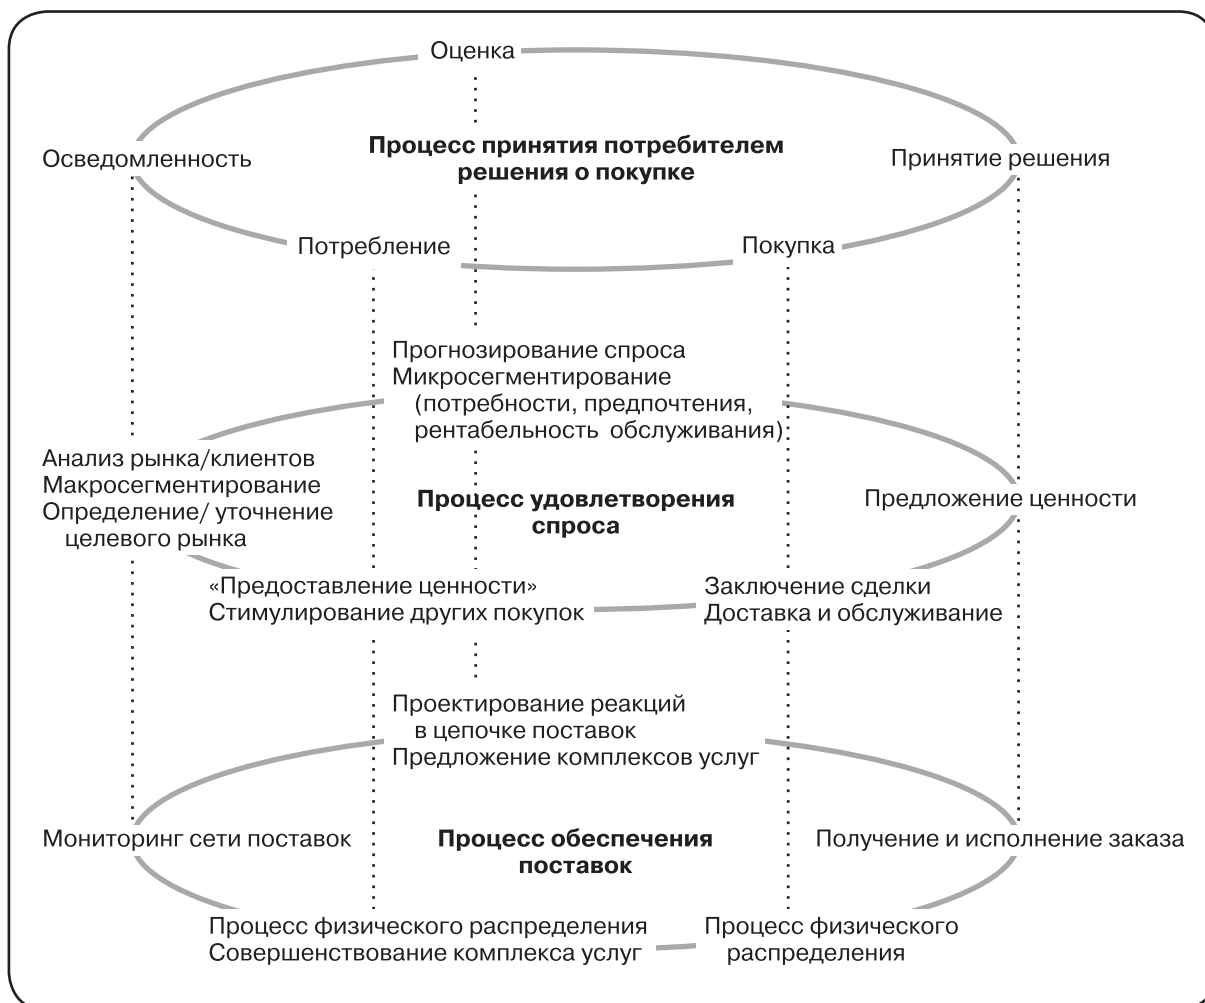 Оценка
Осведомленность
Процесс принятия потребителем
решения о покупке
Принятие решения
Потребление
Покупка
Прогнозирование спроса
Микросегментирование
(потребности, предпочтения,
рентабельность обслуживания)
Анализ рынка/клиентов
Макросегментирование
Определение/ уточнение
целевого рынка
Процесс удовлетворения
спроса
Предложение ценности
«Предоставление ценности»
Стимулирование других покупок
Заключение сделки
Доставка и обслуживание
Проектирование реакций
в цепочке поставок
Предложение комплексов услуг
Мониторинг сети поставок
Процесс обеспечения
поставок
Получение и исполнение заказа
Процесс физического распределения
Совершенствование комплекса услуг
Процесс физического
распределения